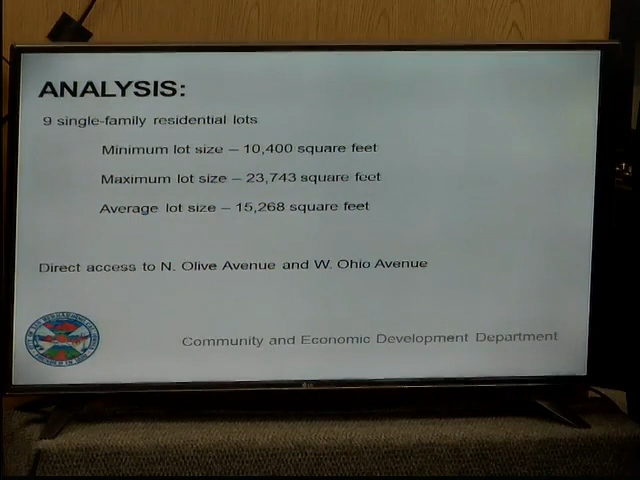 ANALYSIS:
9 single-family residential lots
Minimum lot size – 10,400 square feet
Maximum lot size – 23,743 square feet
Average lot size – 15,268 square feet
Direct access to N. Olive Avenue and W. Ohio Avenue
Community and Economic Development Department
LG